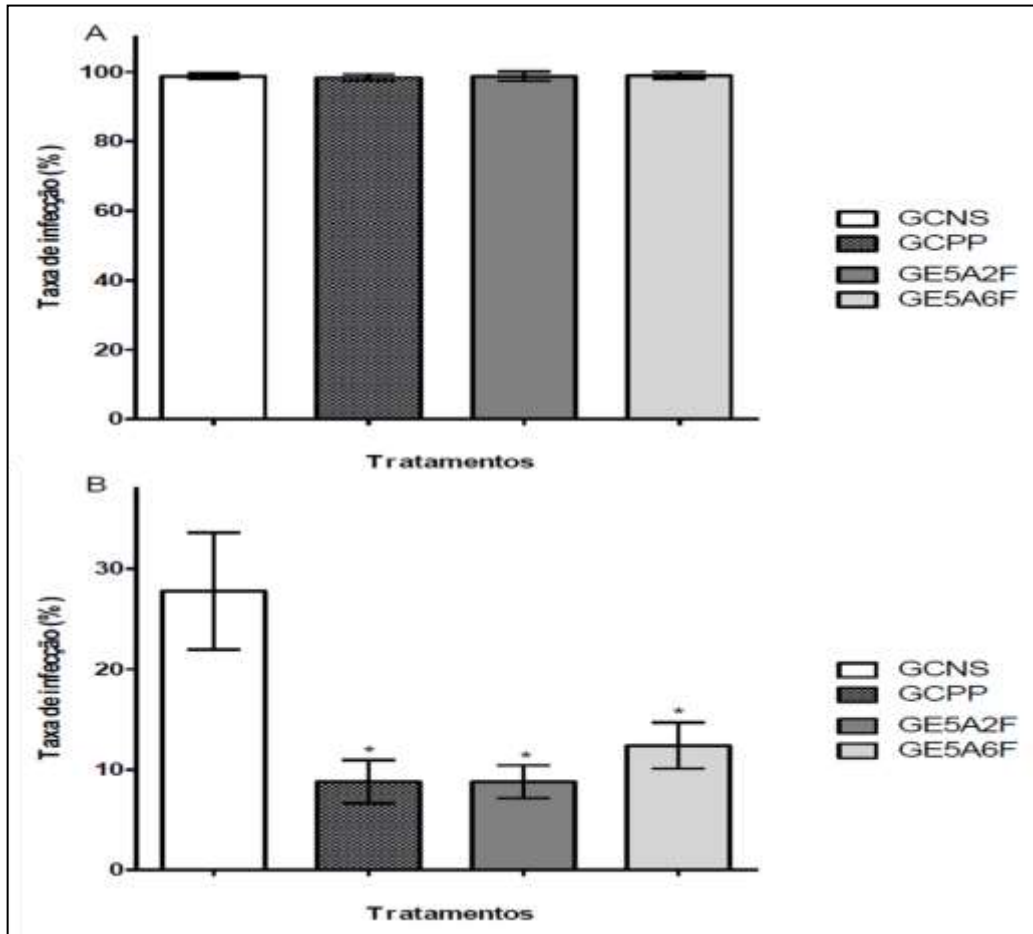 A
Taxa de infecção (%)
100
80
60
40
20
0
Tratamentos
GCNS
GCPP
GE5A2F
GE5A6F
B
Taxa de infecção (%)
30
20
10
0
* * *
Tratamentos
GCNS
GCPP
GE5A2F
GE5A6F